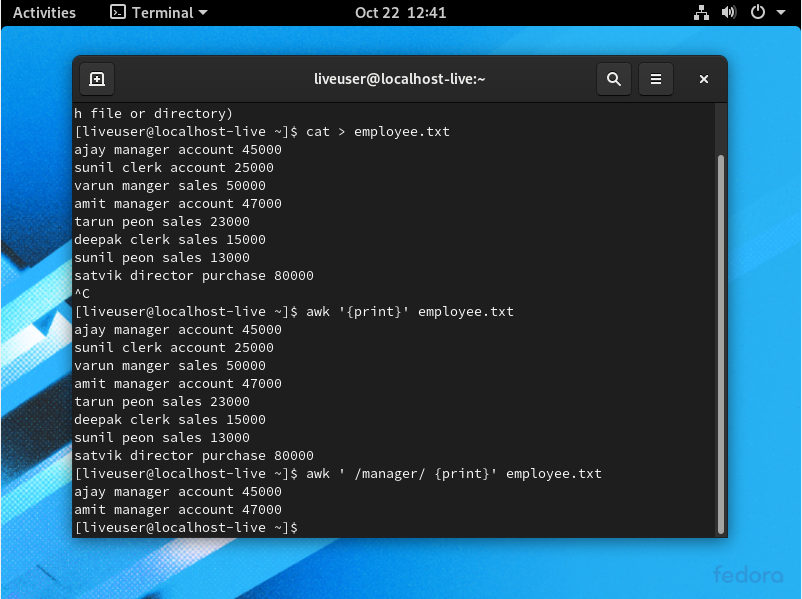 Activities Terminal Oct 22 12:41
liveuser@localhost-live:~
h file or directory)
[liveuser@localhost-live ~]$ cat > employee.txt
ajay manager account 45000
sunil clerk account 25000
varun manger sales 50000
amit manager account 47000
tarun peon sales 23000
deepak clerk sales 15000
sunil peon sales 13000
satvik director purchase 80000
^C
[liveuser@localhost-live ~]$ awk '{print}' employee.txt
ajay manager account 45000
sunil clerk account 25000
varun manger sales 50000
amit manager account 47000
tarun peon sales 23000
deepak clerk sales 15000
sunil peon sales 13000
satvik director purchase 80000
[liveuser@localhost-live ~]$ awk ' /manager/ {print}' employee.txt
ajay manager account 45000
amit manager account 47000
[liveuser@localhost-live ~]$
fedora